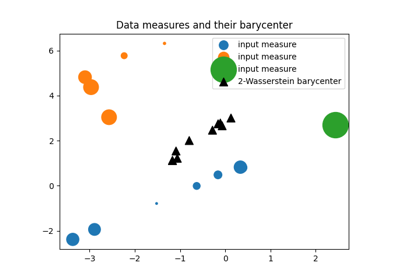 Data measures and their barycenter
input measure
input measure
input measure
2-Wasserstein barycenter
6
4
2
0
−2
−3
−2
−1
0
1
2